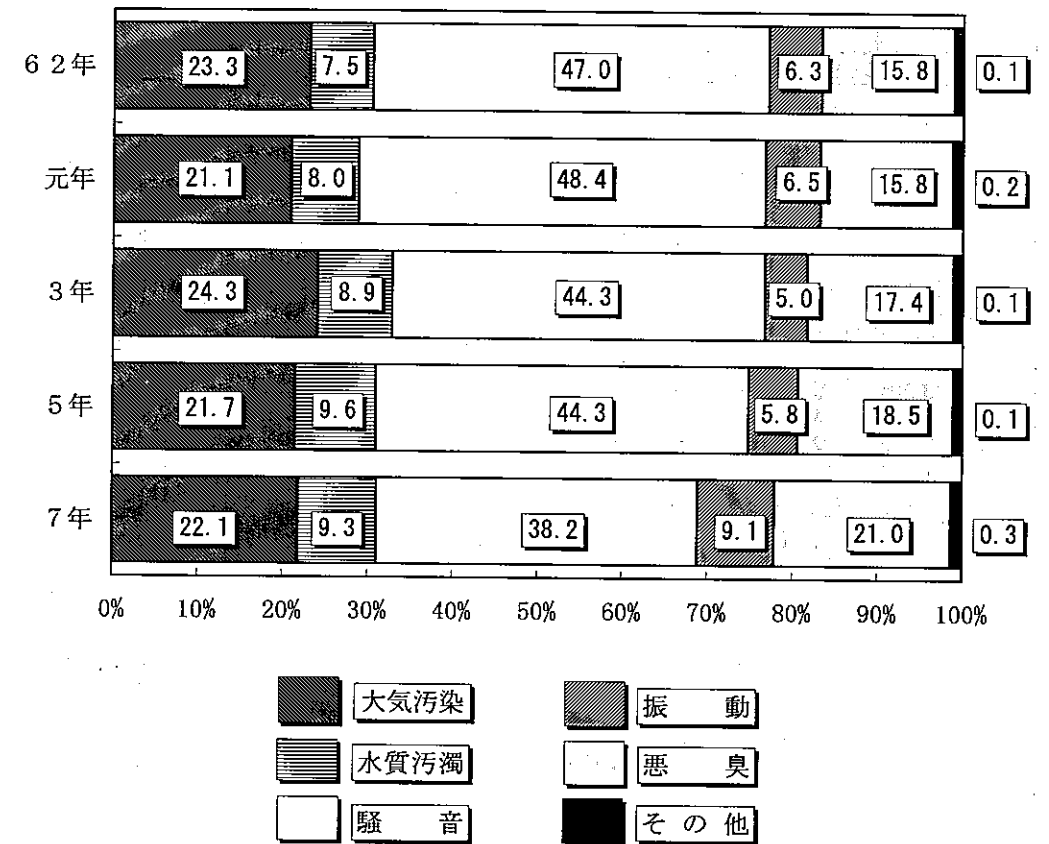 62年 23.3 7.5 47.0 6.3 15.8 0.1
元年 21.1 8.0 48.4 6.5 15.8 0.2
3年 24.3 8.9 44.3 5.0 17.4 0.1
5年 21.7 9.6 44.3 5.8 18.5 0.1
7年 22.1 9.3 38.2 9.1 21.0 0.3
0% 10% 20% 30% 40% 50% 60% 70% 80% 90% 100%
大気汚染 振動
水質汚濁 悪臭
騒音 その他